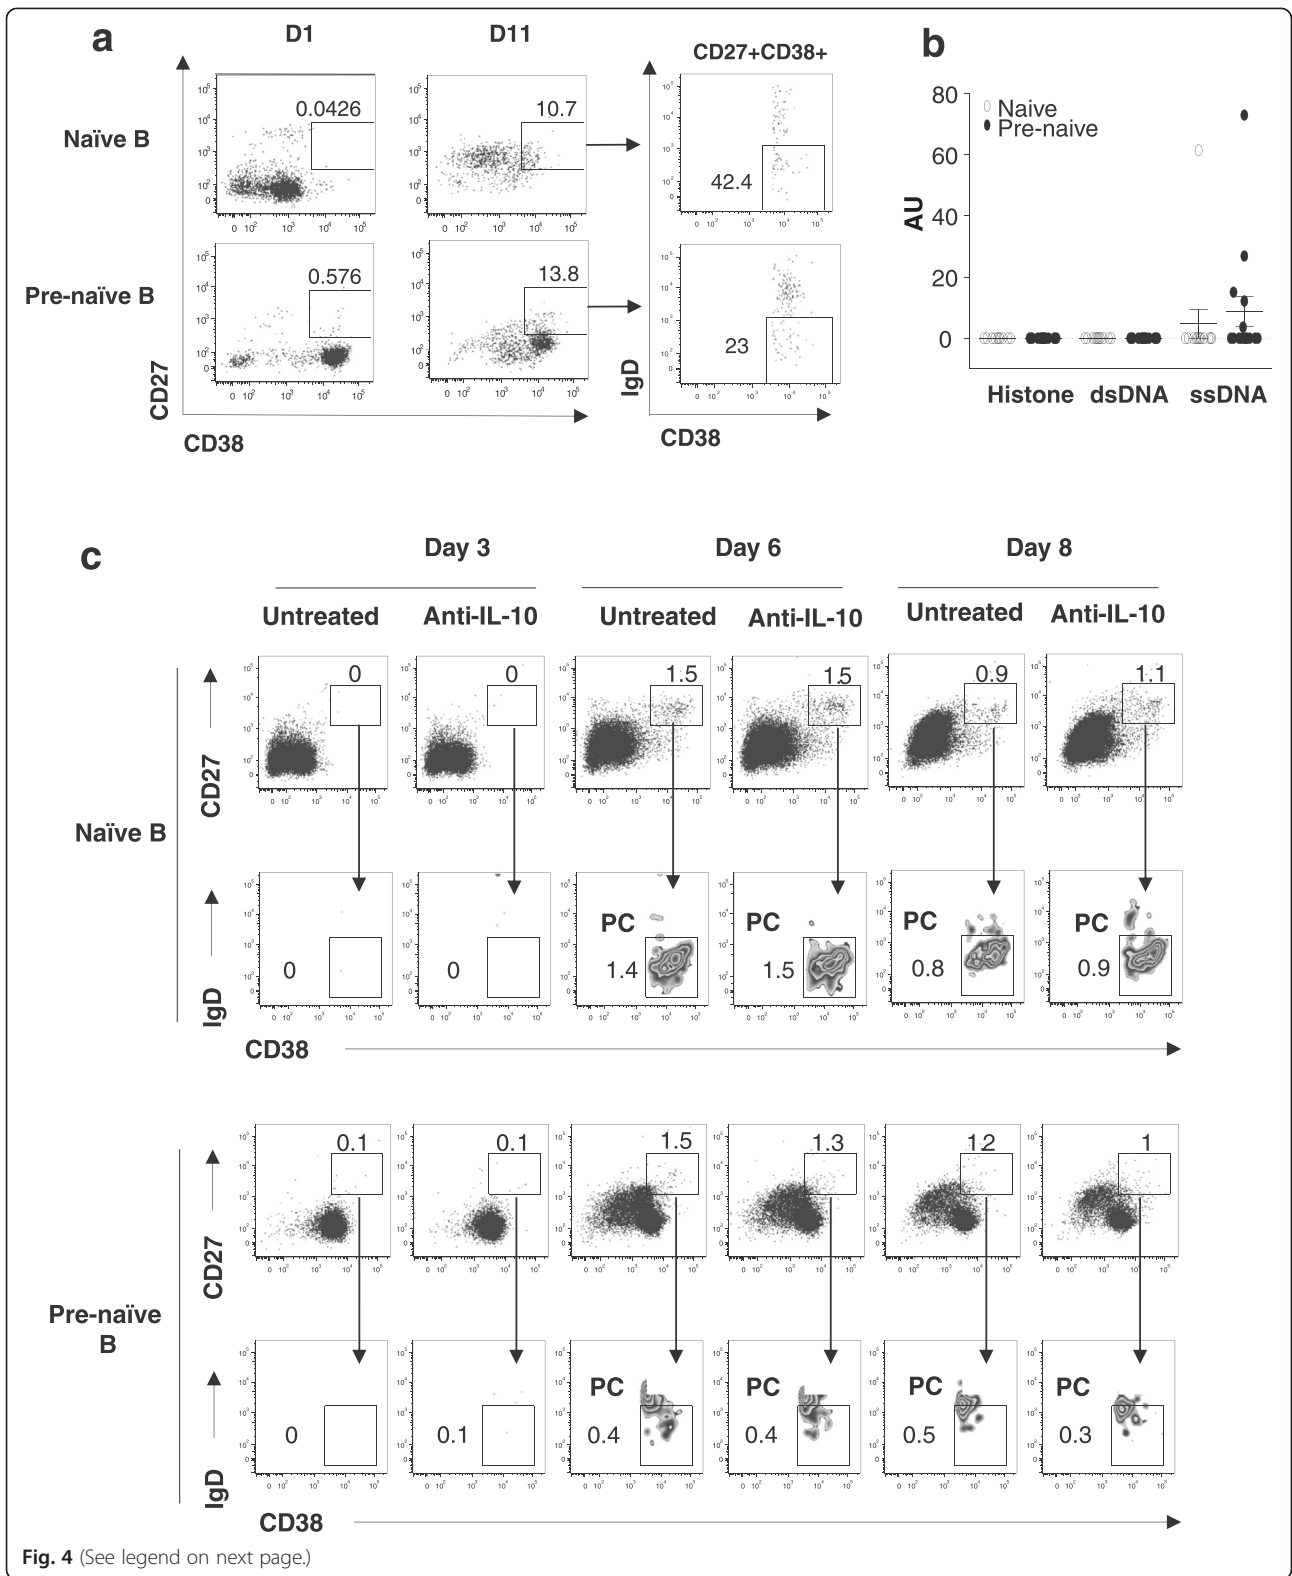 a
D1
D11
CD27+CD38+
Naïve B
0.0426
10.7
42.4
Pre-naïve B
0.576
13.8
23
CD27
CD38
IgD
CD38
b
80
60
40
20
0
AU
Naive
Pre-naive
Histone
dsDNA
ssDNA
c
Day 3
Day 6
Day 8
Untreated
Anti-IL-10
Untreated
Anti-IL-10
Untreated
Anti-IL-10
Naïve B
CD27
0
0
1.5
1.5
0.9
1.1
IgD
0
0
PC
1.4
PC
1.5
PC
0.8
PC
0.9
CD38
Pre-naïve
B
CD27
0.1
0.1
1.5
1.3
1.2
1
IgD
0
0.1
PC
0.4
PC
0.4
PC
0.5
PC
0.3
CD38
Fig. 4 (See legend on next page.)